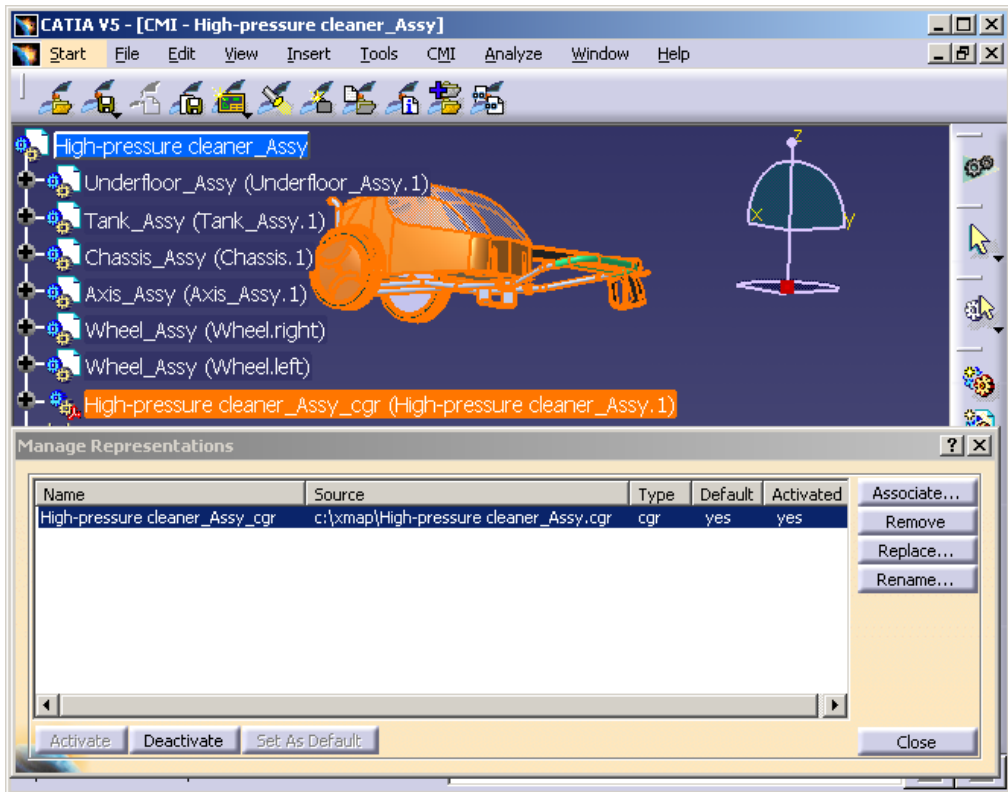 CATIA V5 - [CMI - High-pressure cleaner_Assy]
Start File Edit View Insert Tools CMI Analyze Window Help
High-pressure cleaner_Assy
Underfloor_Assy (Underfloor_Assy.1)
Tank_Assy (Tank_Assy.1)
Chassis_Assy (Chassis.1)
Axis_Assy (Axis_Assy.1)
Wheel_Assy (Wheel.right)
Wheel_Assy (Wheel.left)
High-pressure cleaner_Assy_cgr (High-pressure cleaner_Assy.1)
z
x y
Manage Representations
Name Source Type Default Activated
High-pressure cleaner_Assy_cgr c:\xmap\High-pressure cleaner_Assy.cgr cgr yes yes
Associate...
Remove
Replace...
Rename...
Activate Deactivate Set As Default Close